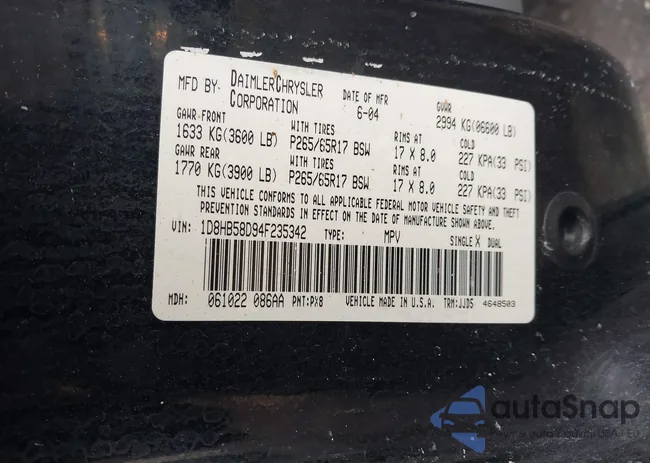 MFD BY: DAIMLERCHRYSLER CORPORATION DATE OF MFR 6-04 GVWR 2994 KG(06600 LB)
GAWR-FRONT WITH TIRES RIMS AT COLD
1633 KG(3600 LB) P265/65R17 BSW 17 X 8.0 227 KPA(33 PSI)
GAWR REAR WITH TIRES RIMS AT COLD
1770 KG(3900 LB) P265/65R17 BSW 17 X 8.0 227 KPA(33 PSI)
THIS VEHICLE CONFORMS TO ALL APPLICABLE FEDERAL MOTOR VEHICLE SAFETY AND THEFT
PREVENTION STANDARDS IN EFFECT ON THE DATE OF MANUFACTURE SHOWN ABOVE.
VIN: 1D8HB58D94F235342 TYPE: MPV SINGLE X DUAL
MDH: 061022 086AA PNT:PX8 VEHICLE MADE IN U.S.A. TRM:JJD5 4648503
autoSnap